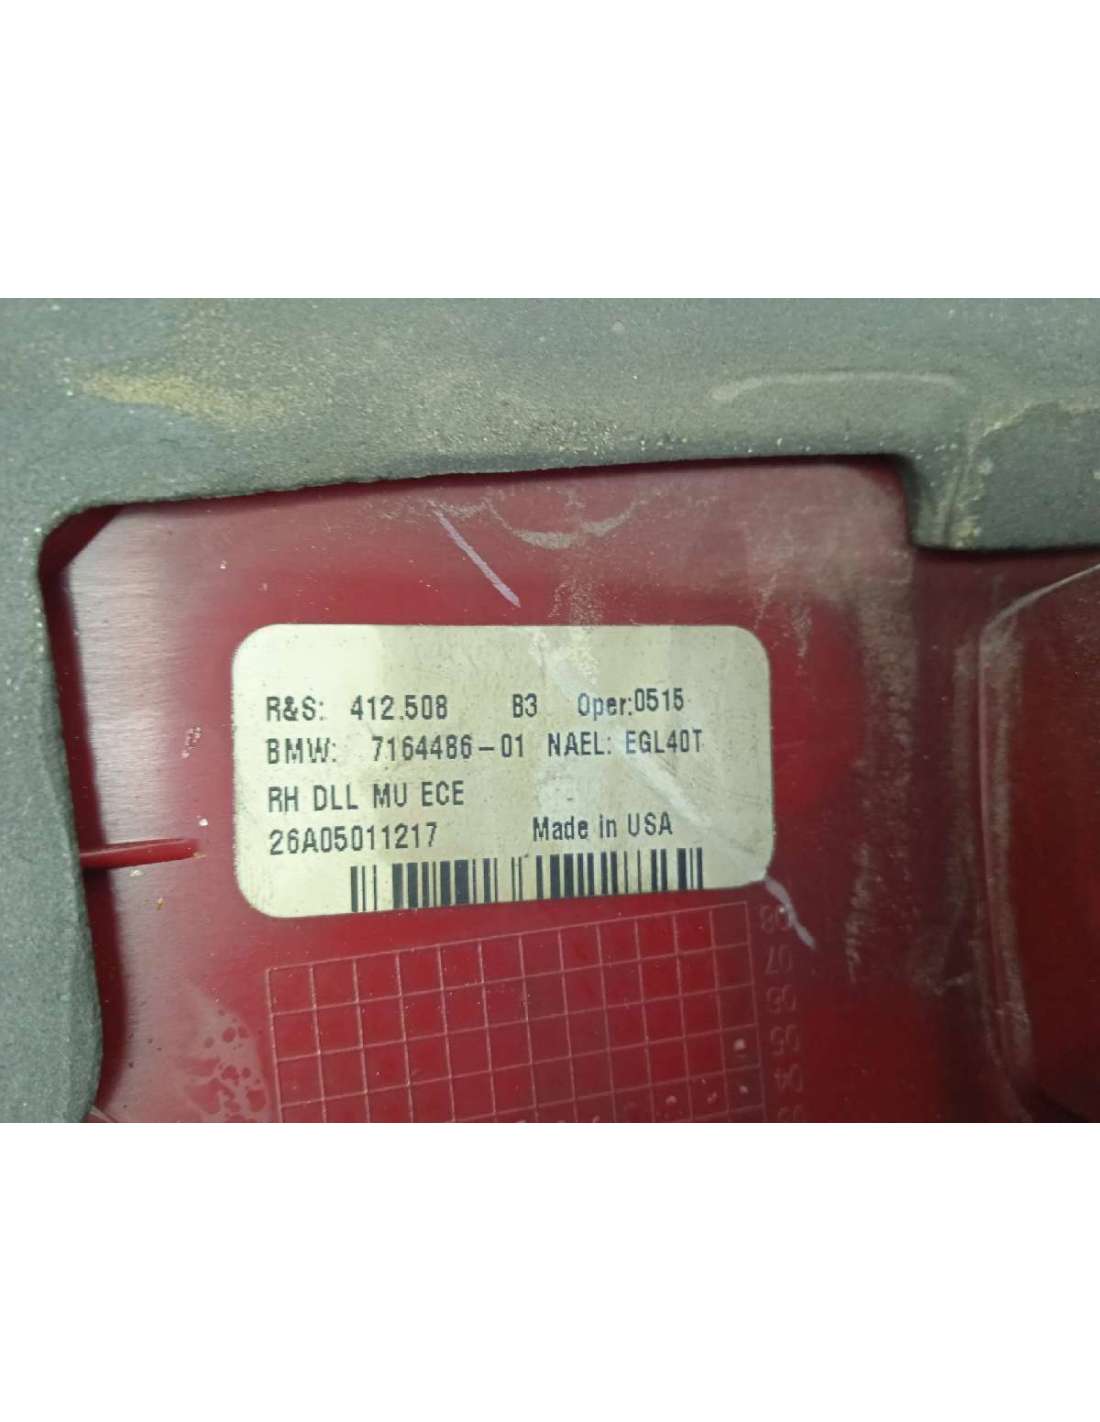 R&S: 412.508 B3 Oper:0515
BMW: 7164486-01 NAEL: EGL40T
RH DLL MU ECE
26A05011217 Made in USA